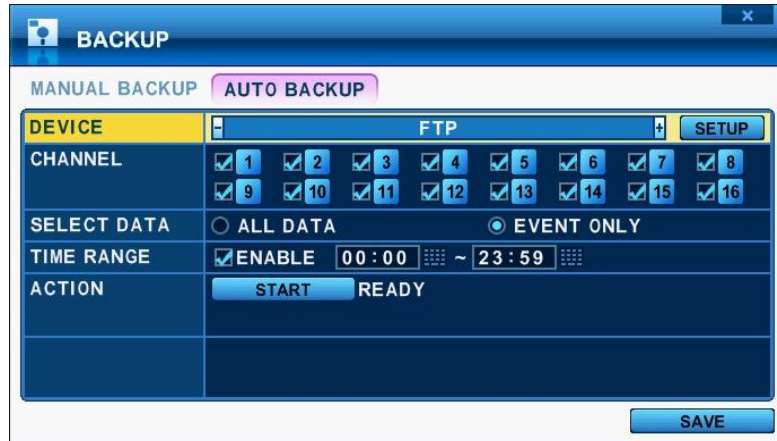 BACKUP
MANUAL BACKUP AUTO BACKUP
DEVICE - FTP + SETUP
CHANNEL 1 2 3 4 5 6 7 8
9 10 11 12 13 14 15 16
SELECT DATA ALL DATA EVENT ONLY
TIME RANGE ENABLE 00:00 ~ 23:59
ACTION START READY
SAVE